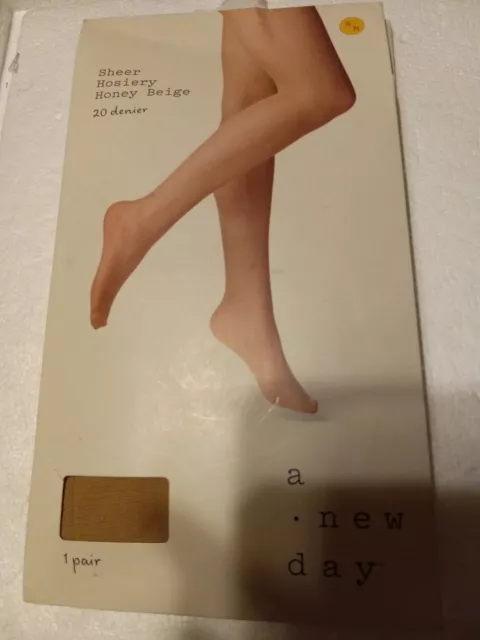 Sheer
Hosiery
Honey Beige
20 denier
1 pair
a
· new
day